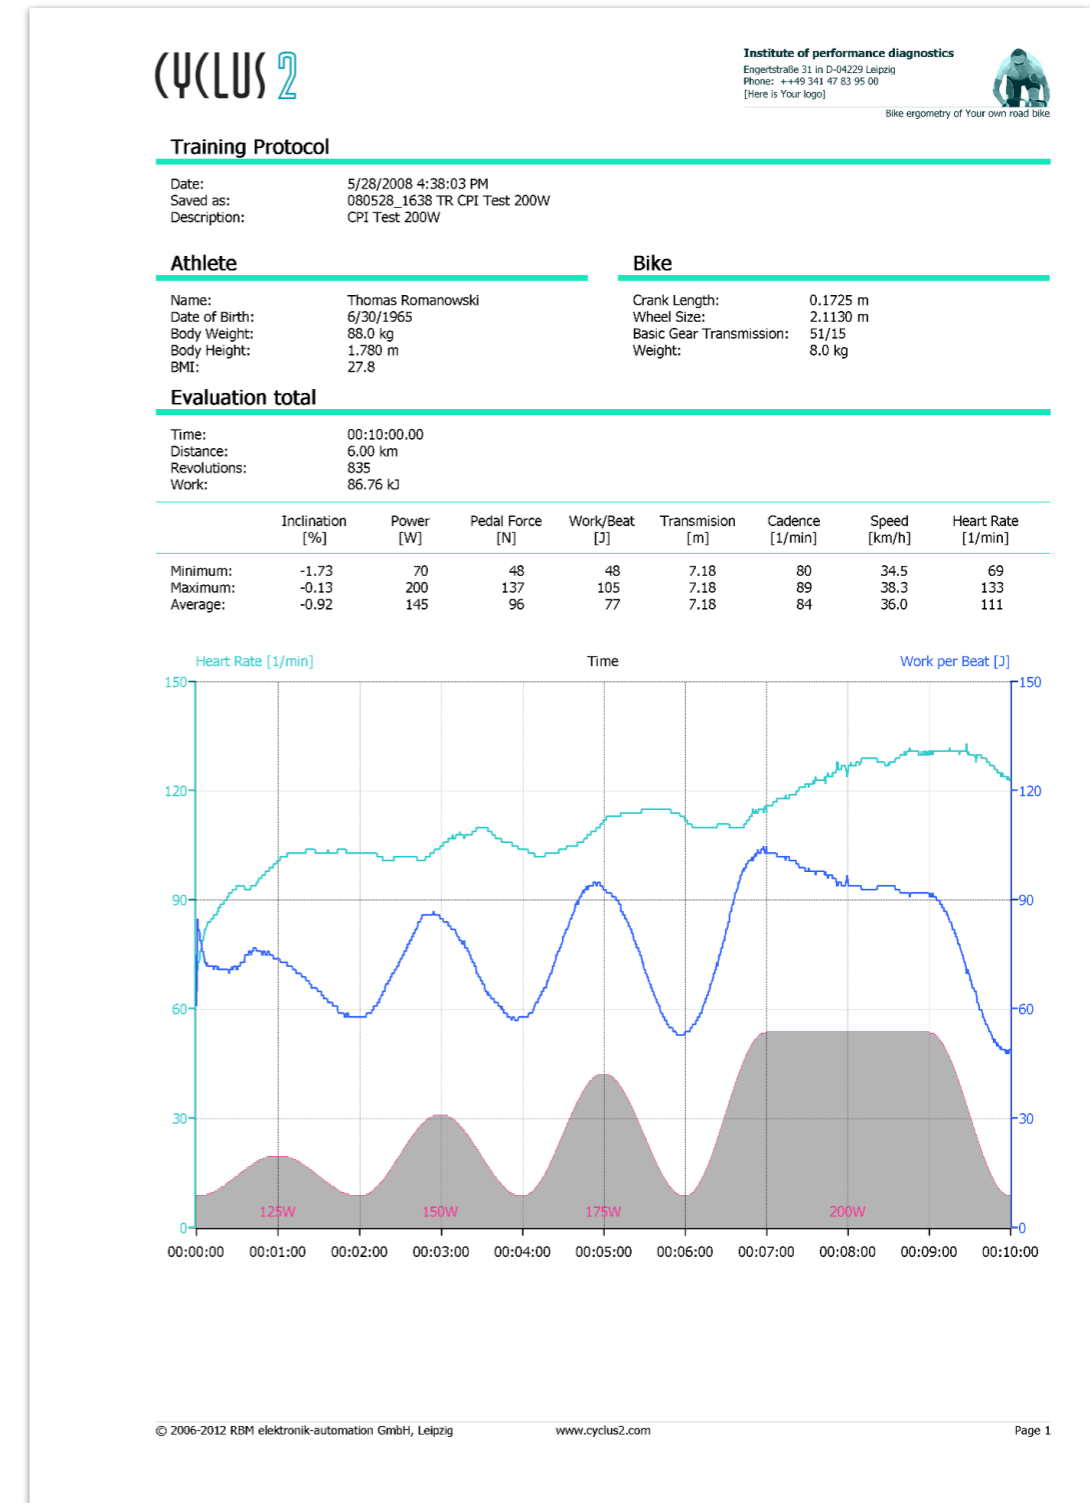 CYCLUS 2
Institute of performance diagnostics
Engertstraße 31 in D-04229 Leipzig
Phone: ++49 341 47 83 95 00
[Here is Your logo]
Bike ergometry of Your own road bike
Training Protocol
Date: 5/28/2008 4:38:03 PM
Saved as: 080528_1638 TR CPI Test 200W
Description: CPI Test 200W
Athlete
Name: Thomas Romanowski
Date of Birth: 6/30/1965
Body Weight: 88.0 kg
Body Height: 1.780 m
BMI: 27.8
Bike
Crank Length: 0.1725 m
Wheel Size: 2.1130 m
Basic Gear Transmission: 51/15
Weight: 8.0 kg
Evaluation total
Time: 00:10:00.00
Distance: 6.00 km
Revolutions: 835
Work: 86.76 kJ
Inclination Power Pedal Force Work/Beat Transmision Cadence Speed Heart Rate
[%] [W] [N] [J] [m] [1/min] [km/h] [1/min]
Minimum: -1.73 70 48 48 7.18 80 34.5 69
Maximum: -0.13 200 137 105 7.18 89 38.3 133
Average: -0.92 145 96 77 7.18 84 36.0 111
Heart Rate [1/min] Time Work per Beat [J]
150 150
120 120
90 90
60 60
30 30
125W 150W 175W 200W
0 0
00:00:00 00:01:00 00:02:00 00:03:00 00:04:00 00:05:00 00:06:00 00:07:00 00:08:00 00:09:00 00:10:00
© 2006-2012 RBM elektronik-automation GmbH, Leipzig www.cyclus2.com Page 1